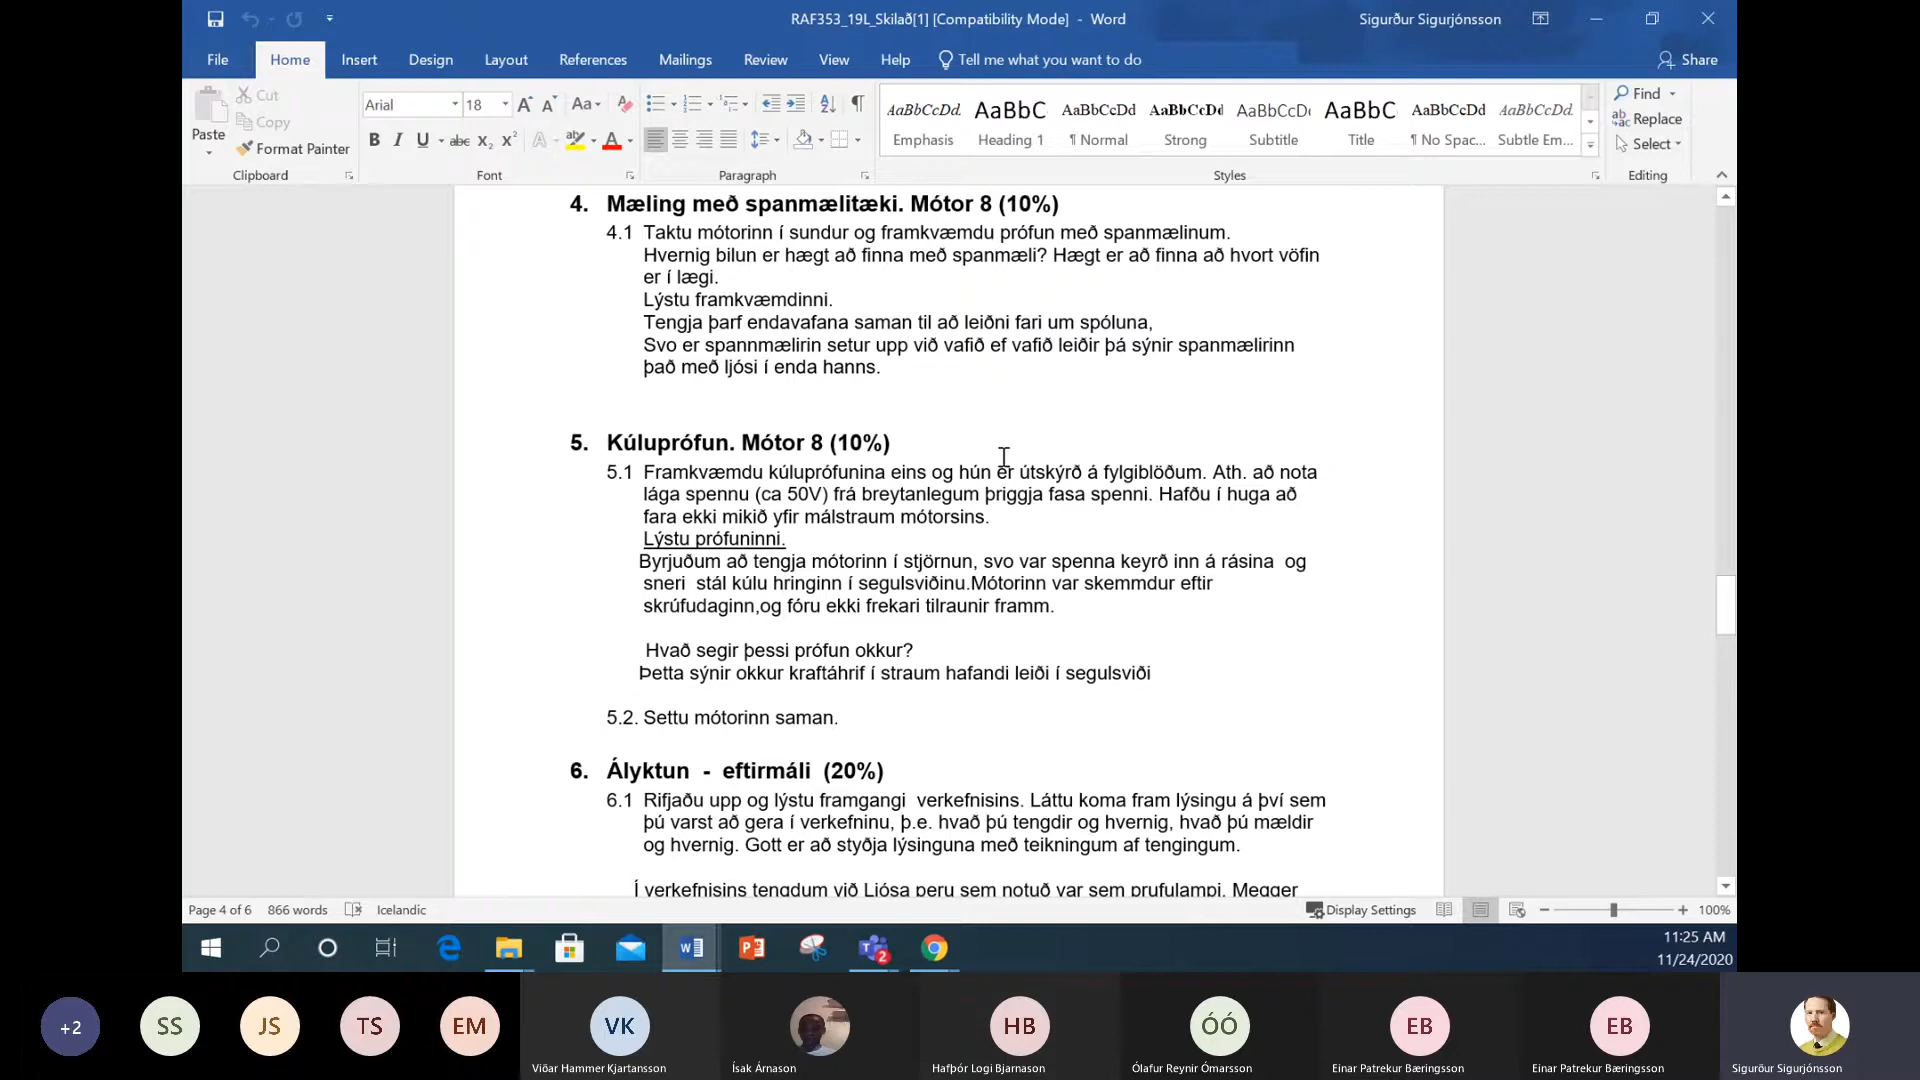 RAF353_19L_Skilað[1] [Compatibility Mode] - Word
Sigurður Sigurjónsson
File Home Insert Design Layout References Mailings Review View Help Tell me what you want to do Share
Paste
Cut
Copy
Format Painter
Clipboard
Arial 18
Font
Paragraph
AaBbCcDd. AaBbC AaBbCcDd AaBbCcDd AaBbCcD AaBbC AaBbCcDd AaBbCcDd.
Emphasis Heading 1 ¶ Normal Strong Subtitle Title ¶ No Spac... Subtle Em...
Styles
Find
Replace
Select
Editing
4. Mæling með spanmælitæki. Mótor 8 (10%)
4.1 Taktu mótorinn í sundur og framkvæmdu prófun með spanmælinum.
Hvernig bilun er hægt að finna með spanmæli? Hægt er að finna að hvort vöfin
er í lægi.
Lýstu framkvæmdinni.
Tengja þarf endavafana saman til að leiðni fari um spóluna,
Svo er spannmælirin setur upp við vafið ef vafið leiðir þá sýnir spanmælirinn
það með ljósi í enda hanns.
5. Kúluprófun. Mótor 8 (10%)
5.1 Framkvæmdu kúluprófunina eins og hún er útskýrð á fylgiblöðum. Ath. að nota
lága spennu (ca 50V) frá breytanlegum þriggja fasa spenni. Hafðu í huga að
fara ekki mikið yfir málstraum mótorsins.
Lýstu prófuninni.
Byrjuðum að tengja mótorinn í stjörnun, svo var spenna keyrð inn á rásina og
sneri stál kúlu hringinn í segulsviðinu.Mótorinn var skemmdur eftir
skrúfudaginn,og fóru ekki frekari tilraunir framm.
Hvað segir þessi prófun okkur?
Þetta sýnir okkur kraftáhrif í straum hafandi leiði í segulsviði
5.2. Settu mótorinn saman.
6. Ályktun - eftirmáli (20%)
6.1 Rifjaðu upp og lýstu framgangi verkefnisins. Láttu koma fram lýsingu á því sem
þú varst að gera í verkefninu, þ.e. hvað þú tengdir og hvernig, hvað þú mældir
og hvernig. Gott er að styðja lýsinguna með teikningum af tengingum.
Í verkefnisins tengdum við Ljósa peru sem notuð var sem prufulampi. Megger
Page 4 of 6 866 words Icelandic Display Settings 100%
11:25 AM
11/24/2020
+2 SS JS TS EM VK HB ÓÓ EB EB
Viðar Hammer Kjartansson Ísak Árnason Hafþór Logi Bjarnason Ólafur Reynir Ómarsson Einar Patrekur Bæringsson Einar Patrekur Bæringsson Sigurður Sigurjónsson